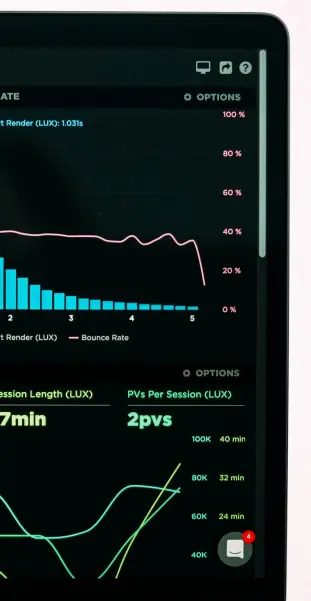 ATE OPTIONS
t Render (LUX): 1.031s
100 %
80 %
60 %
40 %
20 %
0 %
2 3 4 5
t Render (LUX) Bounce Rate
OPTIONS
ession Length (LUX) PVs Per Session (LUX)
7min 2pvs
100K 40 min
80K 32 min
60K 24 min
4
40K